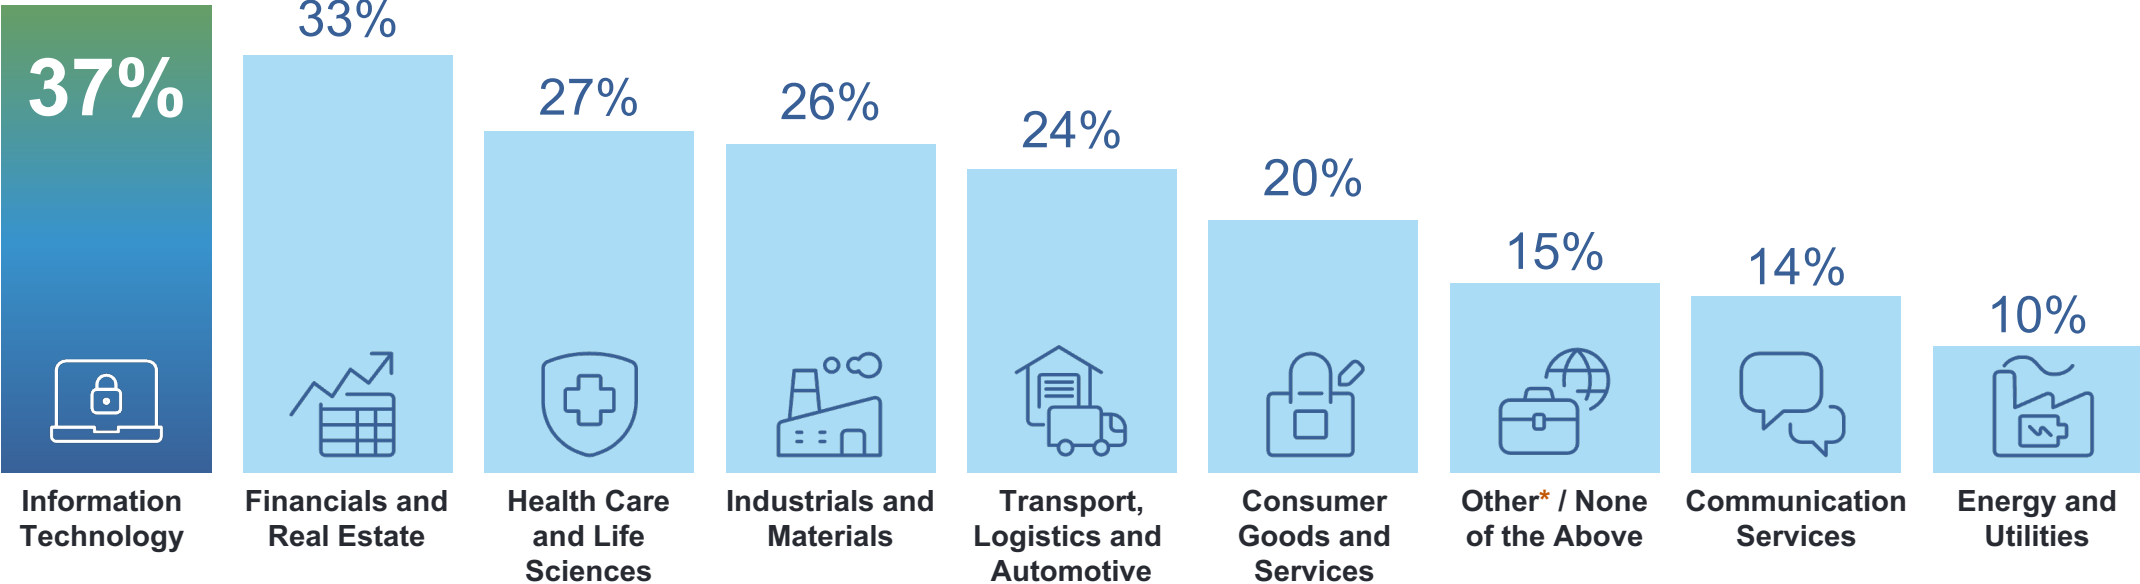 37%
33%
27%
26%
24%
20%
15%
14%
10%
Information
Technology
Financials and
Real Estate
Health Care
and Life
Sciences
Industrials and
Materials
Transport,
Logistics and
Automotive
Consumer
Goods and
Services
Other* / None
of the Above
Communication
Services
Energy and
Utilities